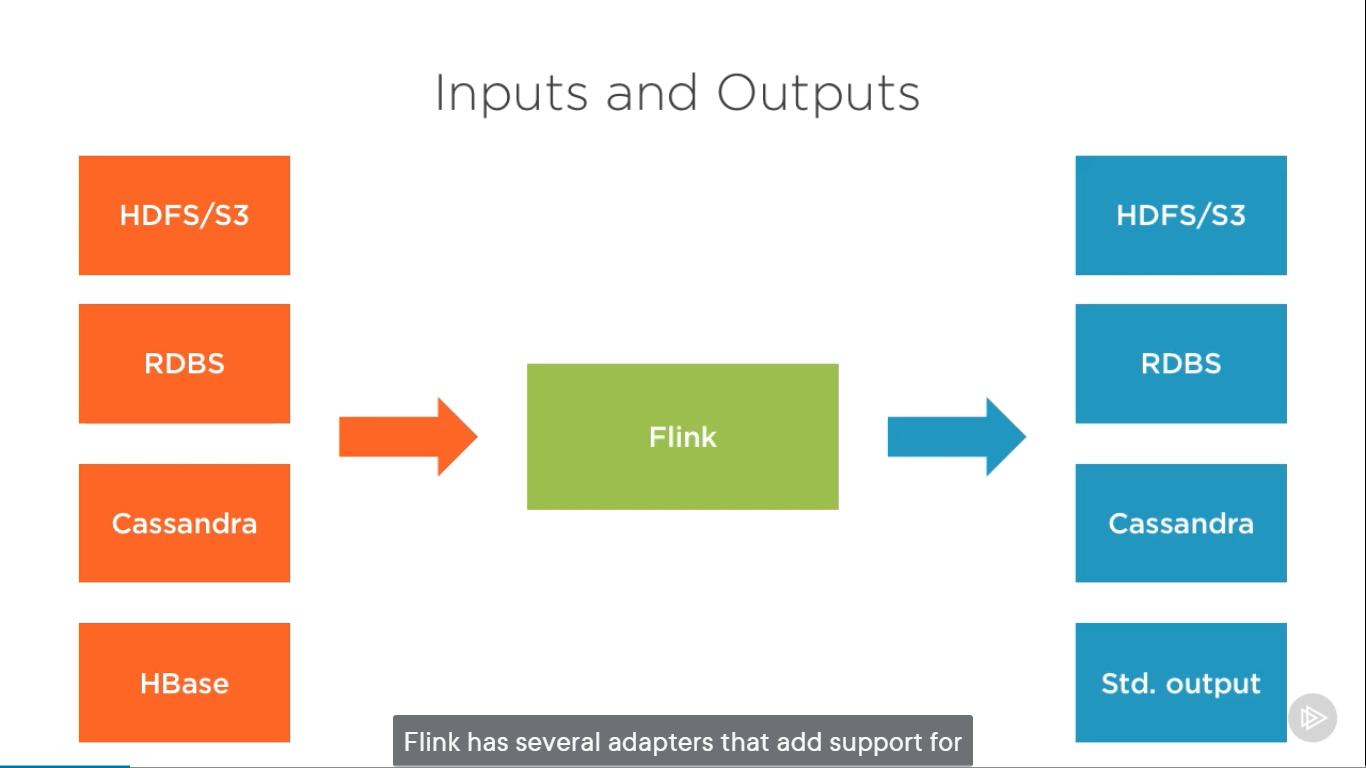 Inputs and Outputs
HDFS/S3
RDBS
Cassandra
HBase
Flink
HDFS/S3
RDBS
Cassandra
Std. output
Flink has several adapters that add support for